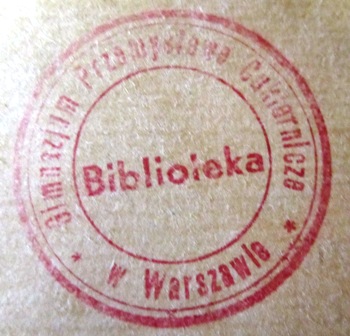 Gimnazjum Przemysłowe Cukiernicze
* w Warszawie *
Biblioteka